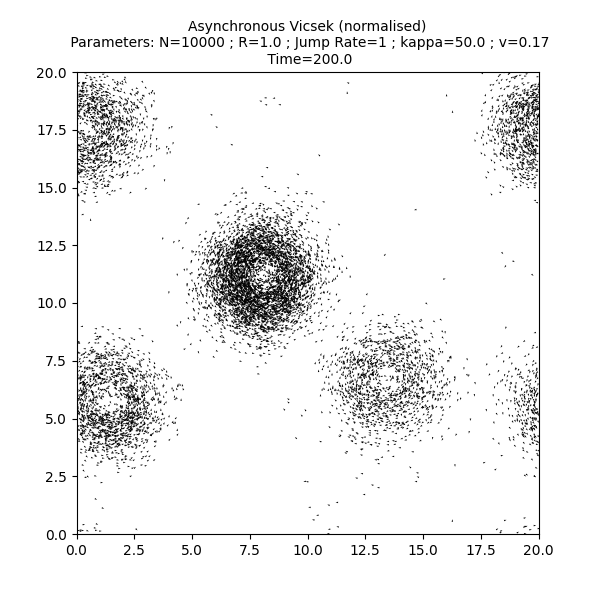 Asynchronous Vicsek (normalised)
Parameters: N=10000 ; R=1.0 ; Jump Rate=1 ; kappa=50.0 ; v=0.17
Time=200.0
20.0
17.5
15.0
12.5
10.0
7.5
5.0
2.5
0.0
0.0 2.5 5.0 7.5 10.0 12.5 15.0 17.5 20.0